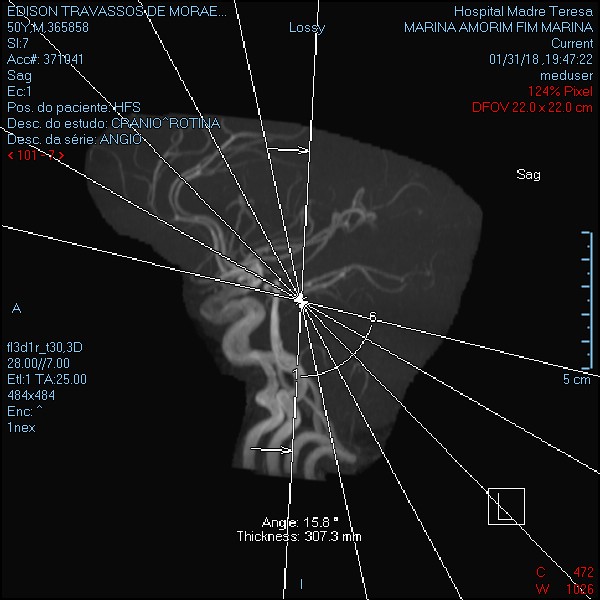 EDISON TRAVASSOS DE MORAE...
50Y,M,365858
Sl:7
Acc#: 371041
Sag
Ec:1
Pos. do paciente:HFS
Desc. do estudo: CRANIO^ROTINA
Desc. da série: ANGIO
< 101 - 7 >
Lossy
Hospital Madre Teresa
MARINA AMORIM FIM MARINA
Current
01/31/18 ,19:47:22
meduser
124% Pixel
DFOV 22.0 x 22.0 cm
Sag
A
6
1
fl3d1r_t30,3D
28.00//7.00
Etl:1 TA:25.00
484x484
Enc: ^
1nex
5 cm
L
Angle: 15.8 °
Thickness: 307.3 mm
I
C 472
W 1026